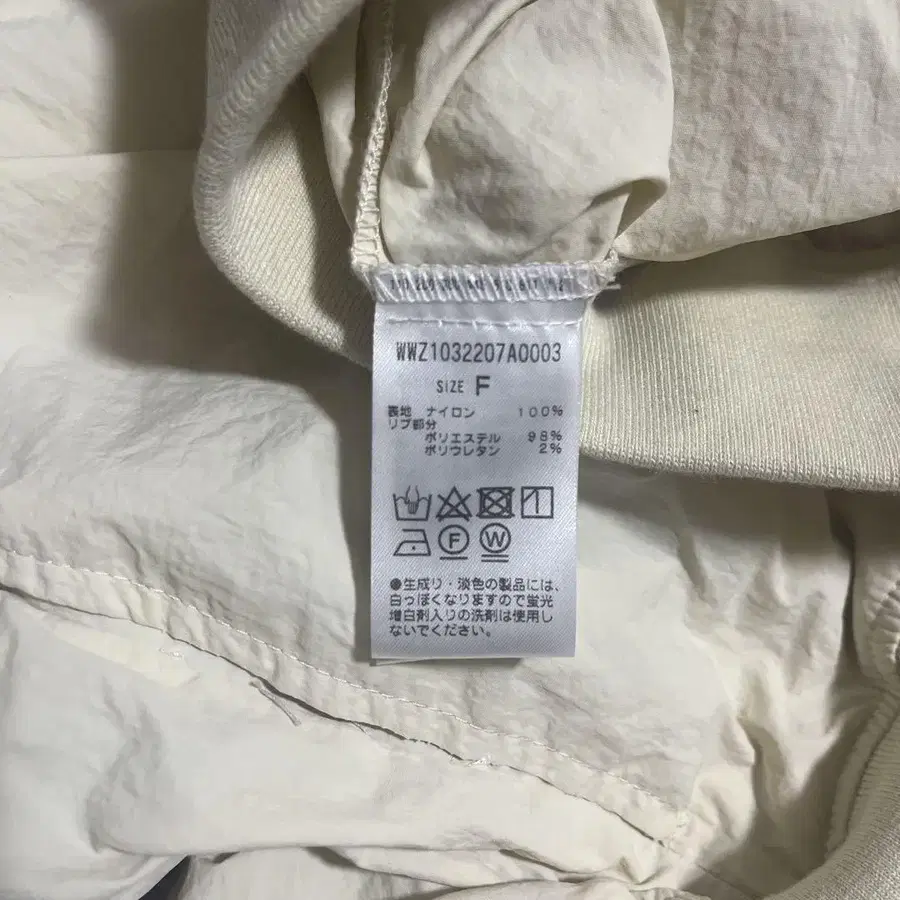 WWZ1032207A0003
SIZE F
表地 ナイロン 100%
リブ部分
ポリエステル 98%
ポリウレタン 2%
F W
●生成り・淡色の製品には、
白っぽくなりますので蛍光
増白剤入りの洗剤は使用し
ないでください。